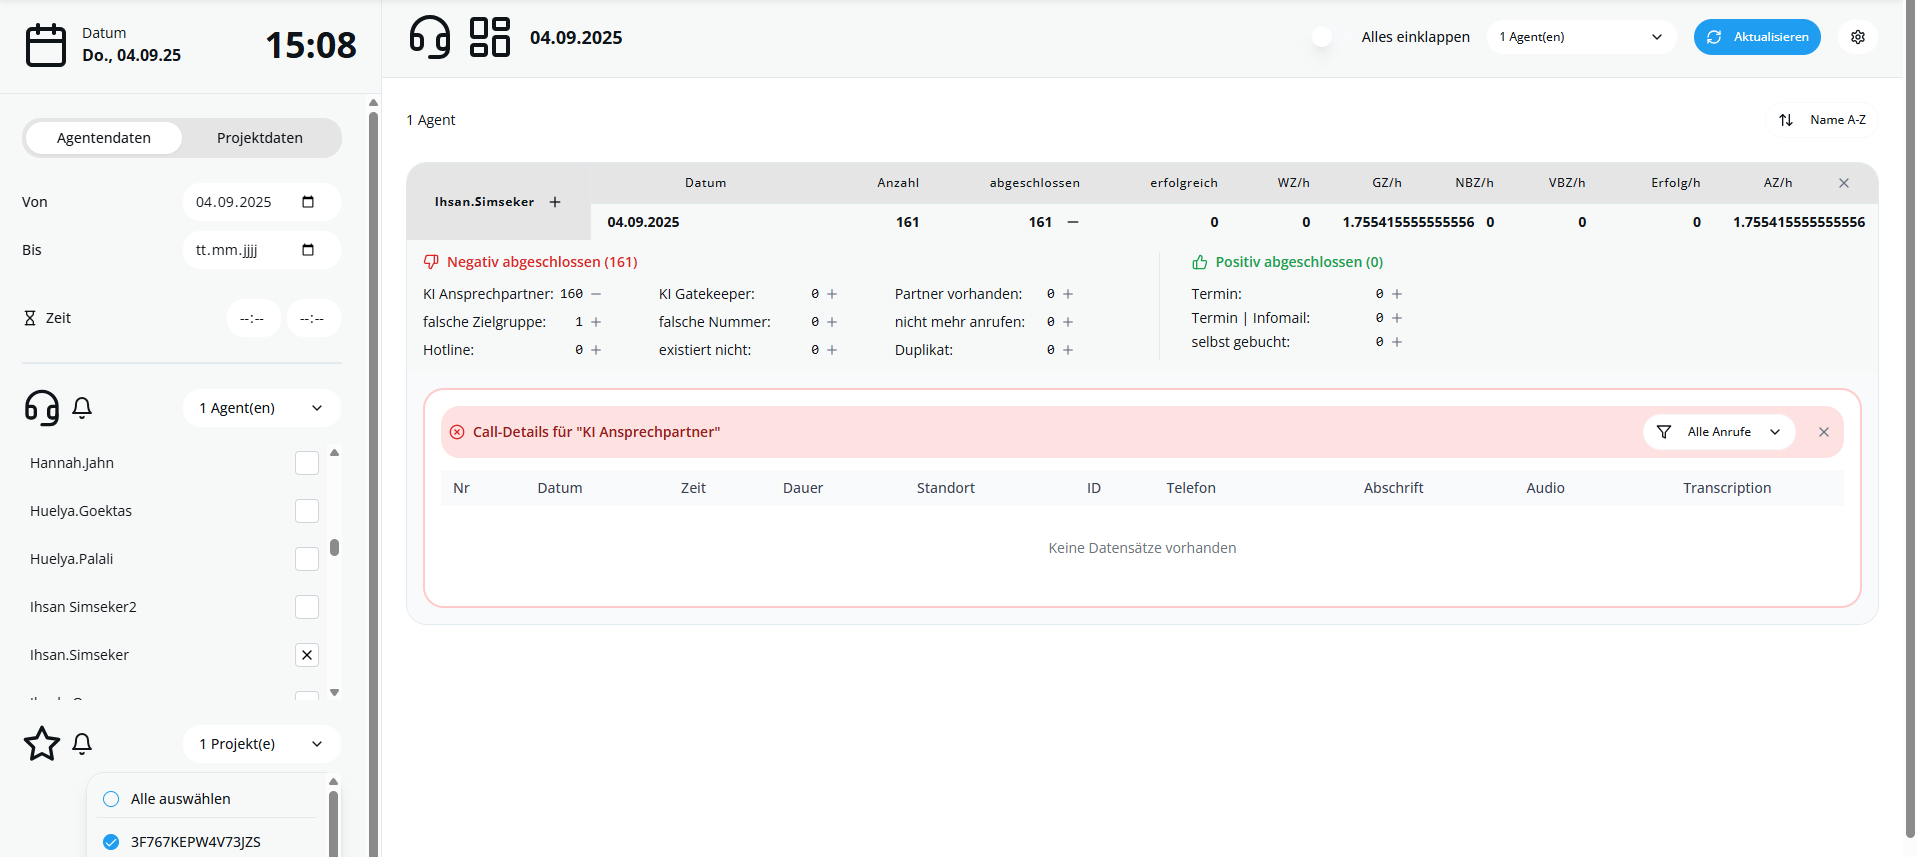 Datum
Do., 04.09.25
15:08
Agentendaten
Projektdaten
Von
04.09.2025
Bis
tt.mm.jjjj
Zeit
--:--
--:--
1 Agent(en)
Hannah.Jahn
Huelya.Goektas
Huelya.Palali
Ihsan Simseker2
Ihsan.Simseker
1 Projekt(e)
Alle auswählen
3F767KEPW4V73JZS
04.09.2025
Alles einklappen
1 Agent(en)
Aktualisieren
1 Agent
Name A-Z
Ihsan.Simseker
Datum Anzahl abgeschlossen erfolgreich WZ/h GZ/h NBZ/h VBZ/h Erfolg/h AZ/h
04.09.2025 161 161 0 0 1.755415555555556 0 0 0 1.755415555555556
Negativ abgeschlossen (161)
KI Ansprechpartner: 160
KI Gatekeeper: 0
Partner vorhanden: 0
falsche Zielgruppe: 1
falsche Nummer: 0
nicht mehr anrufen: 0
Hotline: 0
existiert nicht: 0
Duplikat: 0
Positiv abgeschlossen (0)
Termin: 0
Termin | Infomail: 0
selbst gebucht: 0
Call-Details für "KI Ansprechpartner"
Alle Anrufe
Nr Datum Zeit Dauer Standort ID Telefon Abschrift Audio Transcription
Keine Datensätze vorhanden